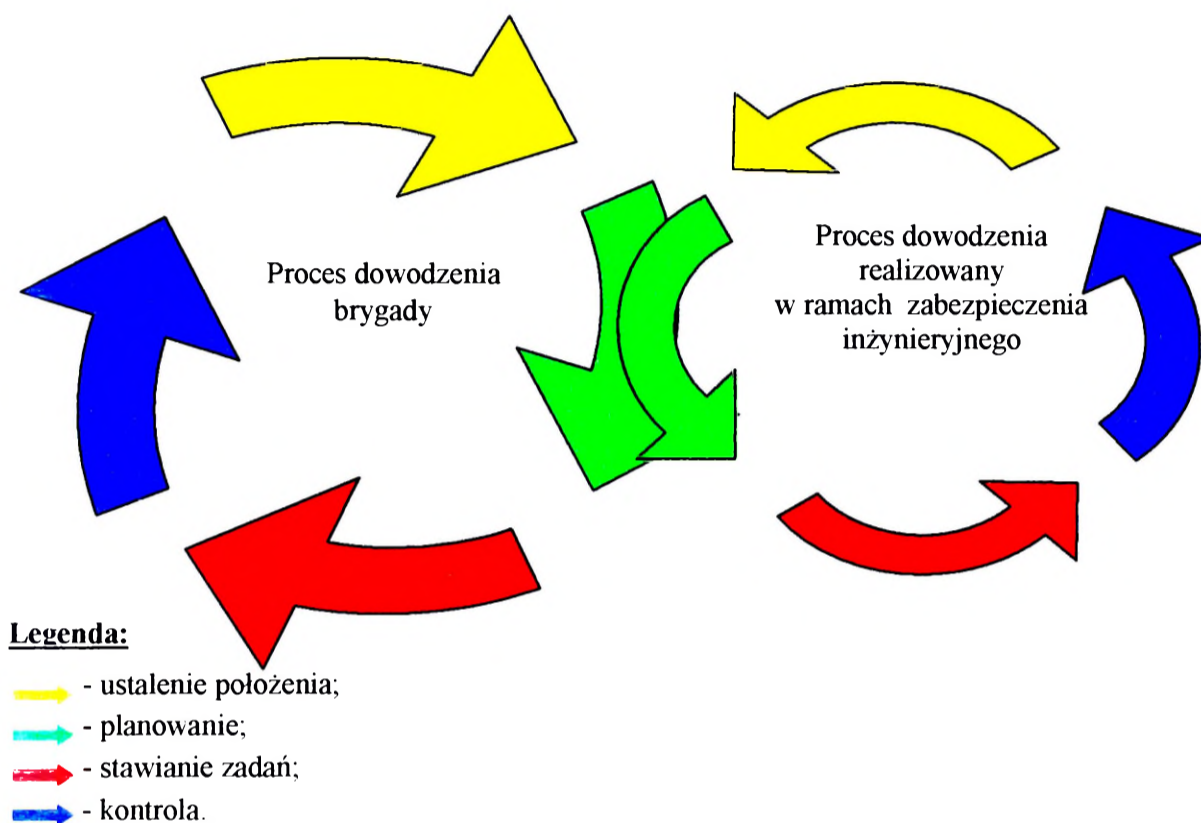 Proces dowodzenia
brygady
Proces dowodzenia
realizowany
w ramach zabezpieczenia
inżynieryjnego
Legenda:
- ustalenie położenia;
- planowanie;
- stawianie zadań;
- kontrola.